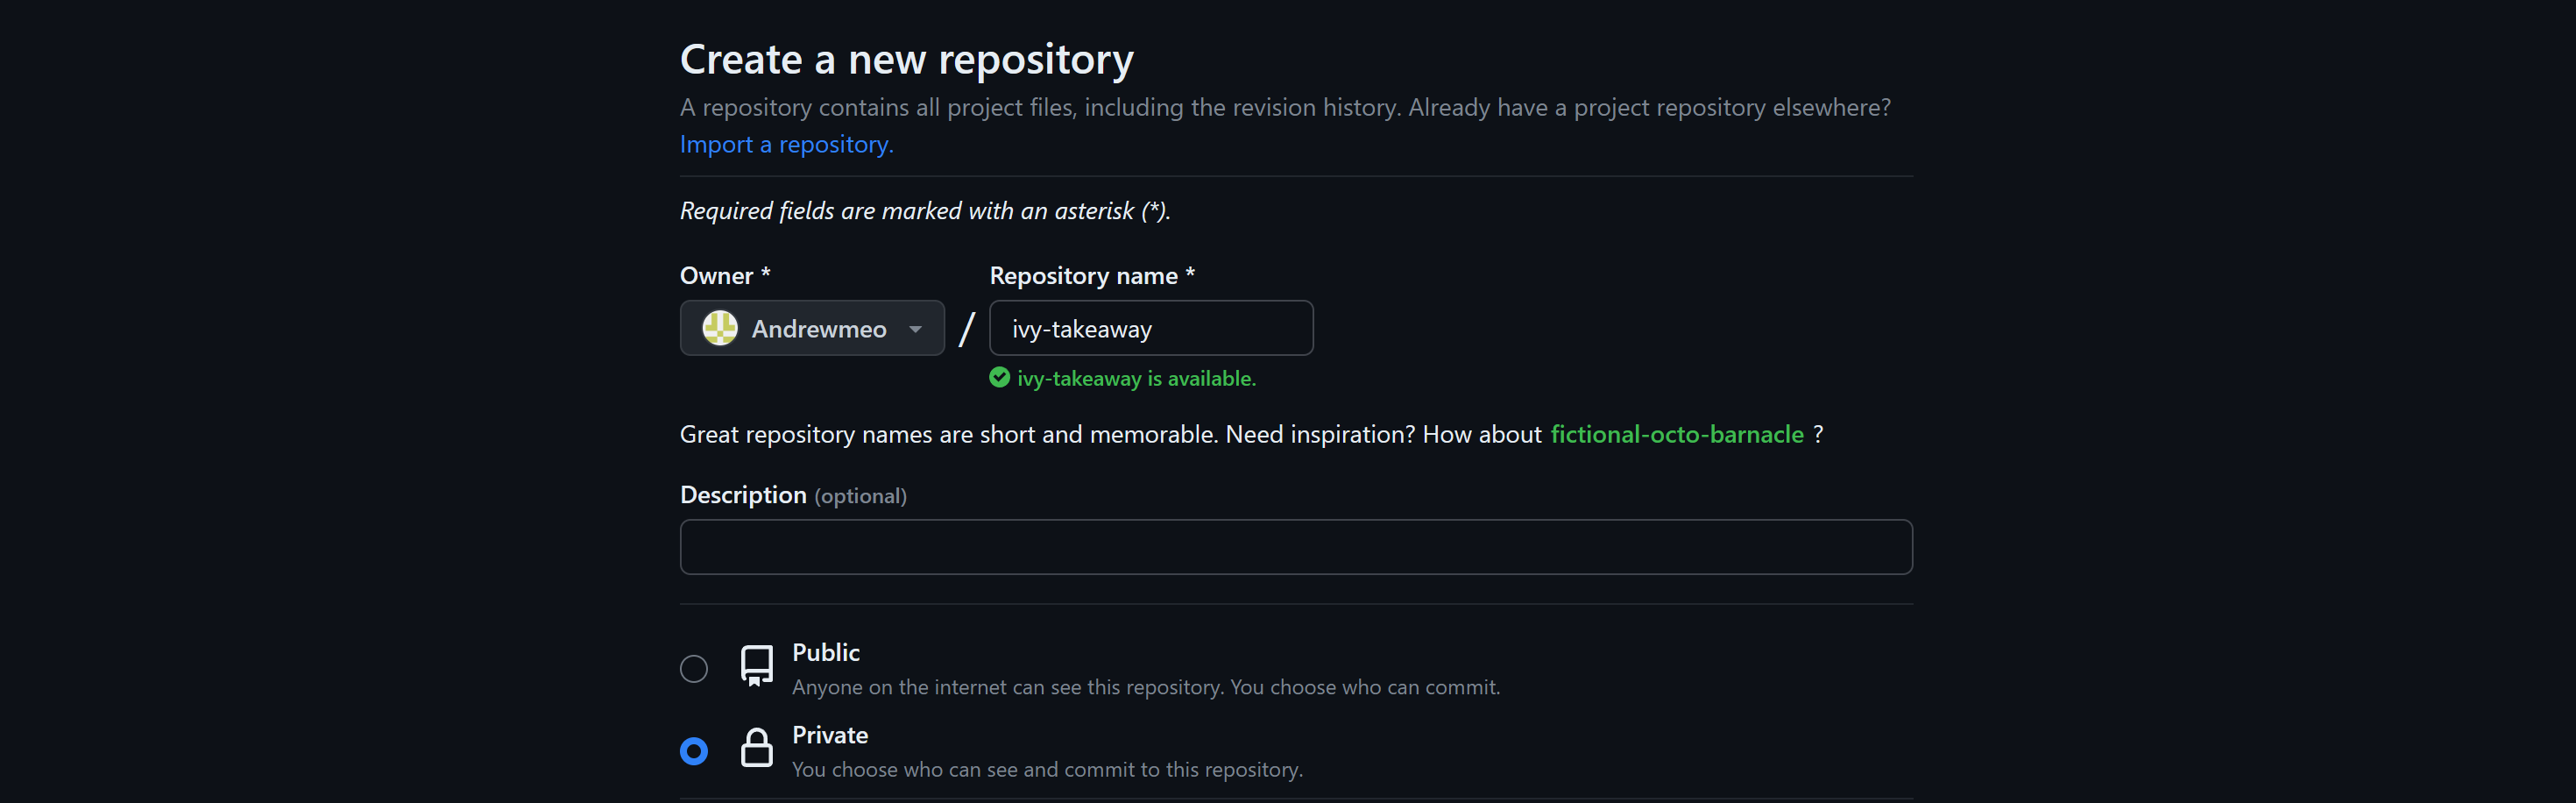 Create a new repository
A repository contains all project files, including the revision history. Already have a project repository elsewhere?
Import a repository.
Required fields are marked with an asterisk (*).
Owner * Repository name *
Andrewmeo / ivy-takeaway
ivy-takeaway is available.
Great repository names are short and memorable. Need inspiration? How about fictional-octo-barnacle ?
Description (optional)
Public
Anyone on the internet can see this repository. You choose who can commit.
Private
You choose who can see and commit to this repository.